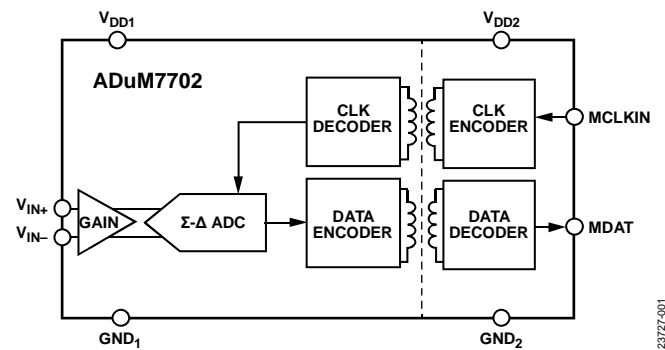 VDD1
VDD2
ADuM7702
CLK
DECODER
CLK
ENCODER
MCLKIN
VIN+
VIN–
GAIN
Σ-Δ ADC
DATA
ENCODER
DATA
DECODER
MDAT
GND1
GND2
23727-001